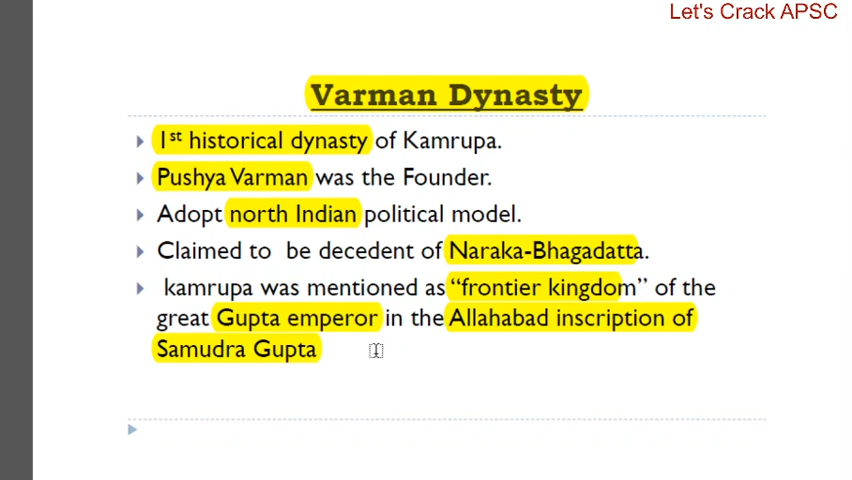 Let's Crack APSC
Varman Dynasty
1st historical dynasty of Kamrupa.
Pushya Varman was the Founder.
Adopt north Indian political model.
Claimed to be decedent of Naraka-Bhagadatta.
kamrupa was mentioned as “frontier kingdom” of the
great Gupta emperor in the Allahabad inscription of
Samudra Gupta